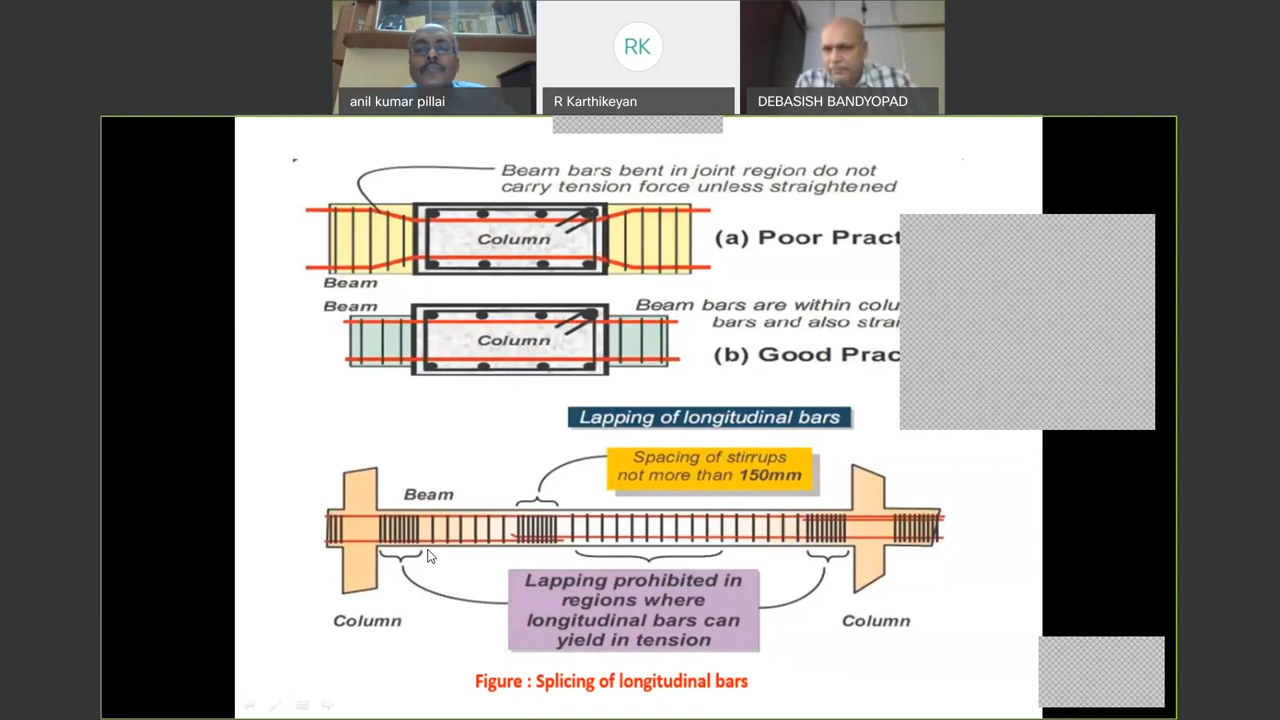 RK
anil kumar pillai
R Karthikeyan
DEBASISH BANDYOPAD
Beam bars bent in joint region do not
carry tension force unless straightened
Column
(a) Poor Pract
Beam
Beam
Beam bars are within colu
bars and also strai
Column
(b) Good Prac
Lapping of longitudinal bars
Spacing of stirrups
not more than 150mm
Beam
Lapping prohibited in
regions where
longitudinal bars can
yield in tension
Column
Column
Figure : Splicing of longitudinal bars